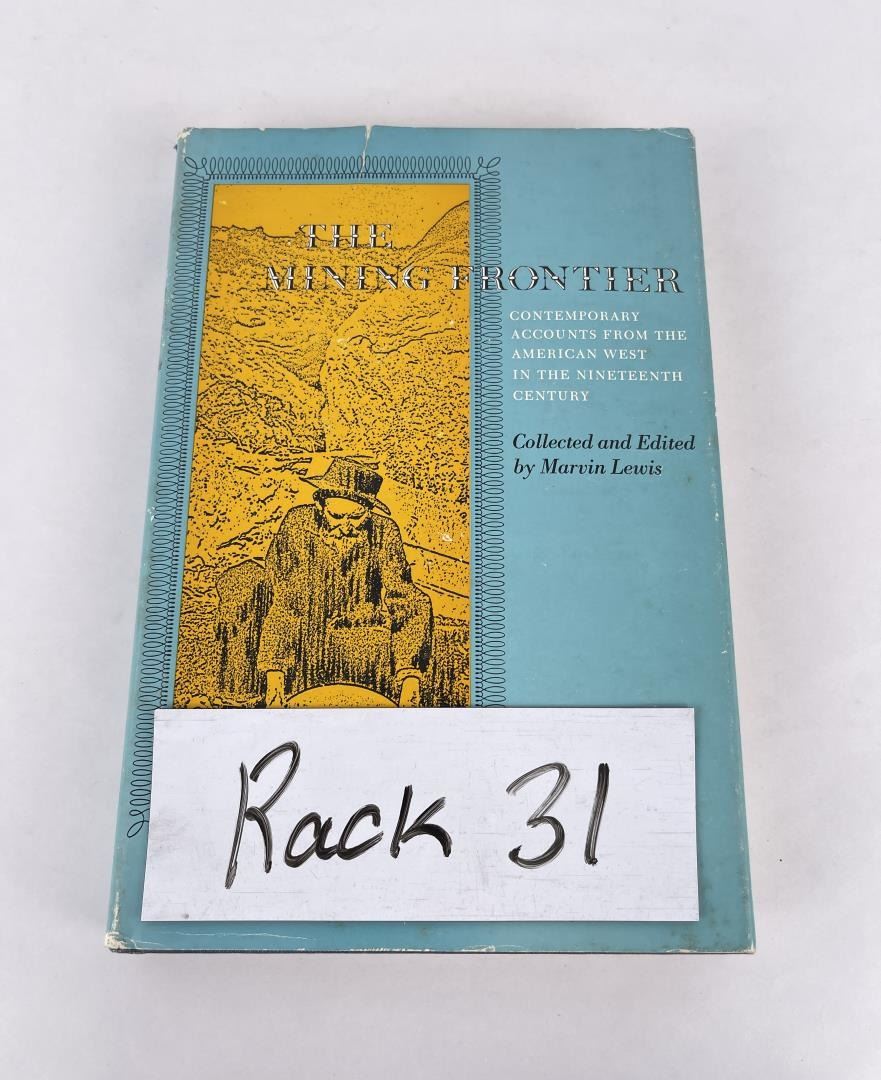 THE
MINING FRONTIER
CONTEMPORARY
ACCOUNTS FROM THE
AMERICAN WEST
IN THE NINETEENTH
CENTURY
Collected and Edited
by Marvin Lewis
Rack 31